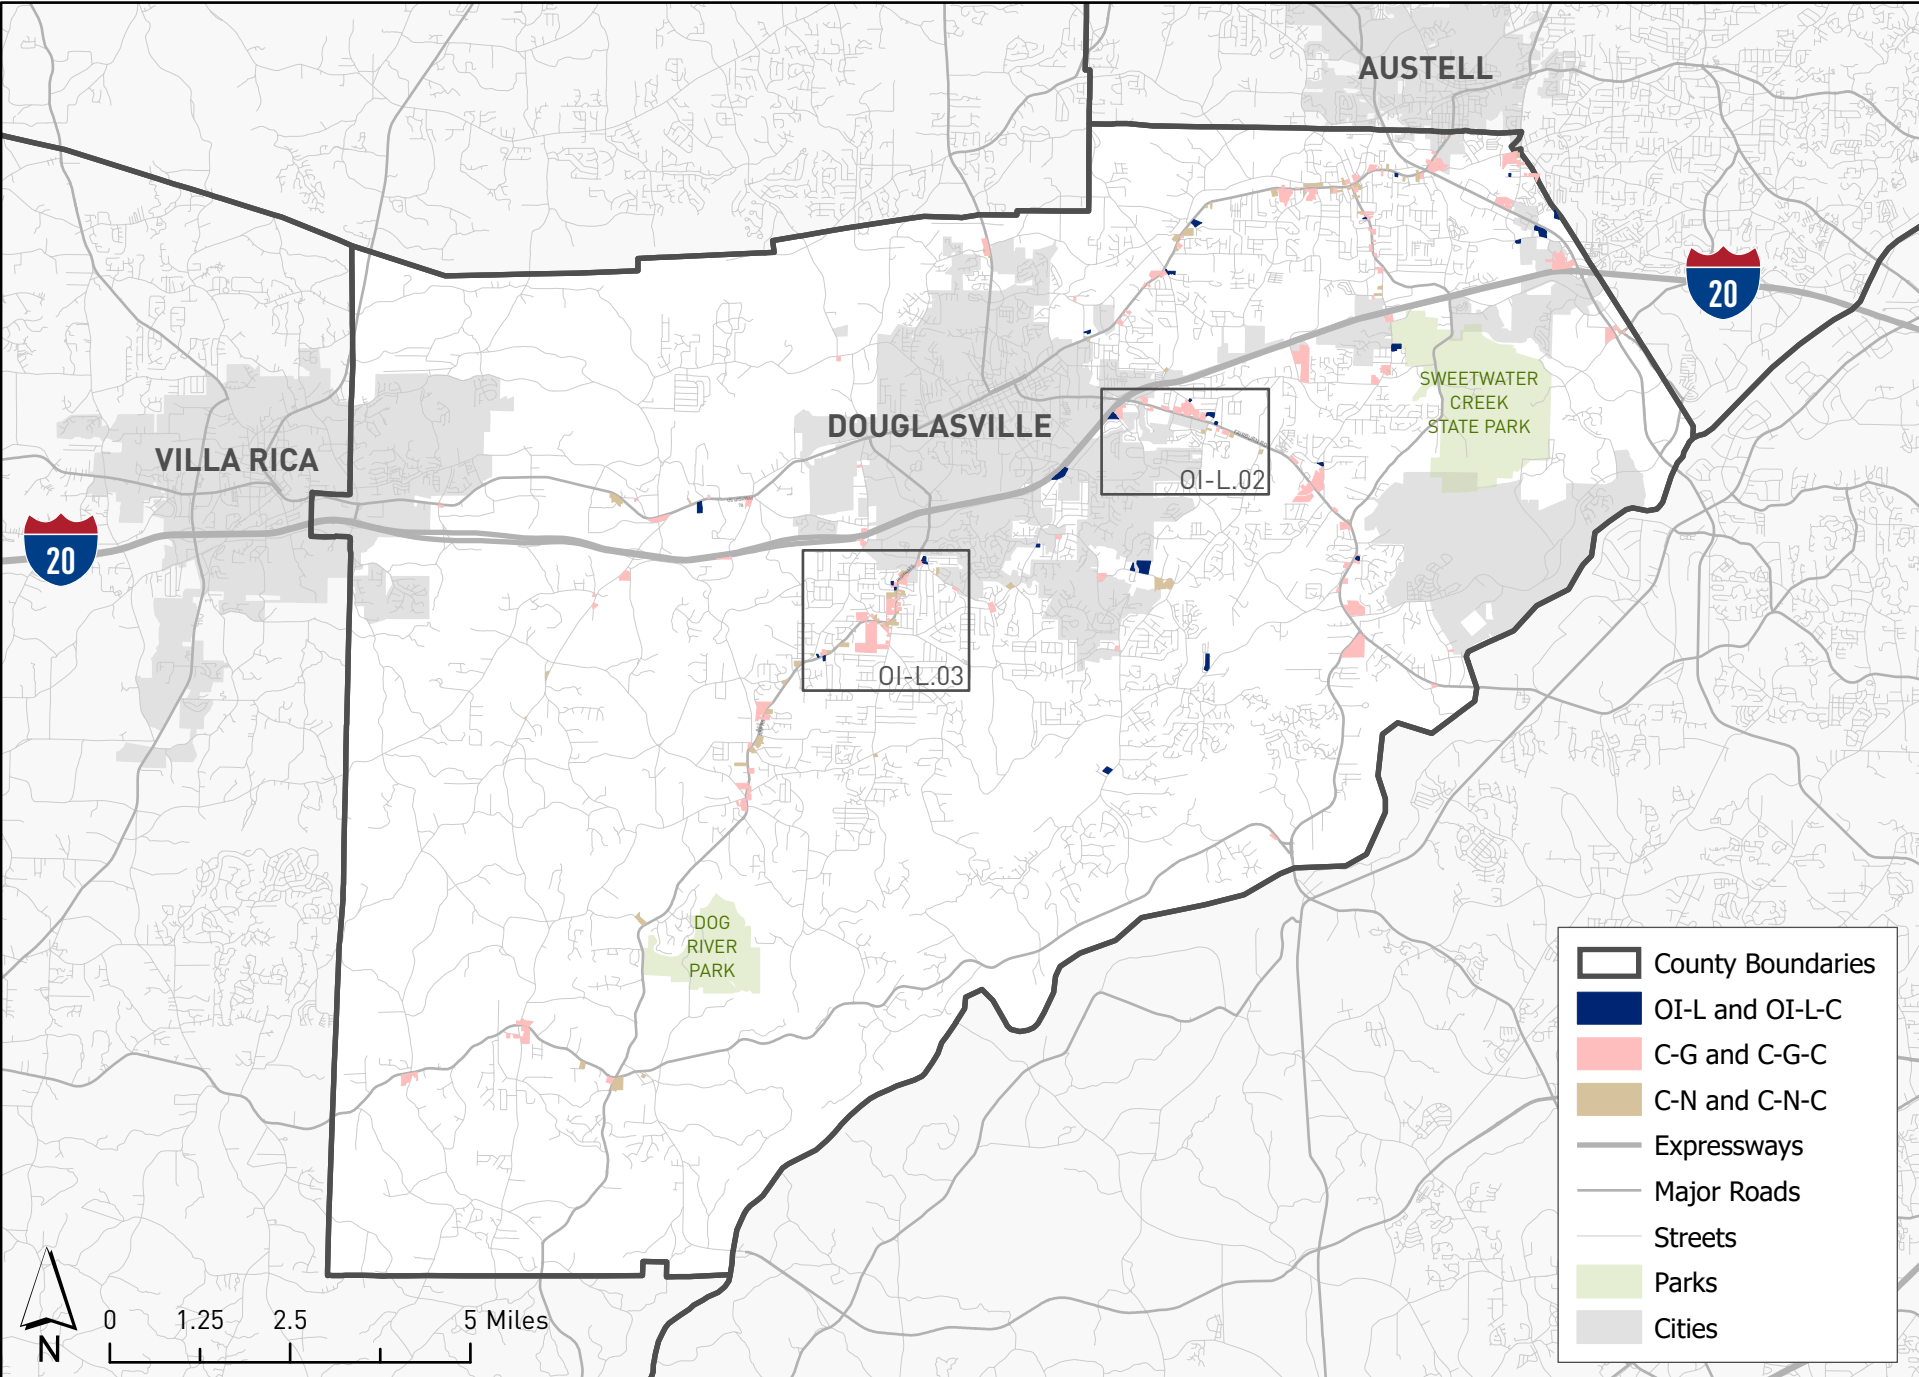 AUSTELL
20
SWEETWATER
CREEK
STATE PARK
DOUGLASVILLE
VILLA RICA
OI-L.02
20
OI-L.03
DOG
RIVER
PARK
County Boundaries
OI-L and OI-L-C
C-G and C-G-C
C-N and C-N-C
Expressways
Major Roads
Streets
Parks
Cities
0 1.25 2.5 5 Miles
N